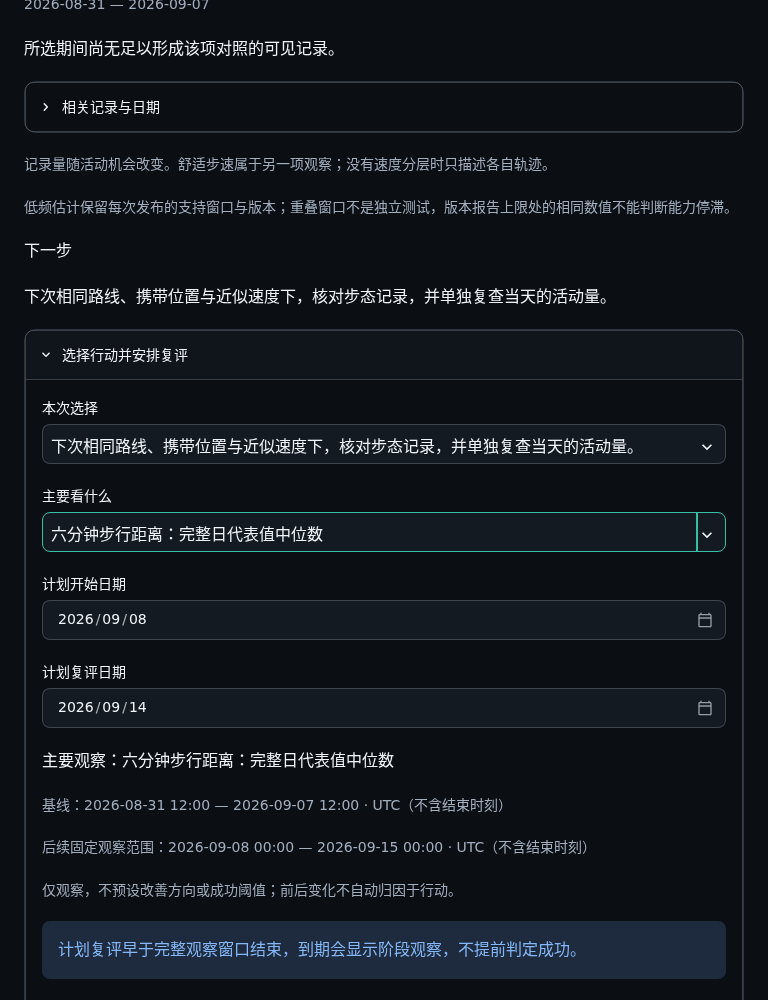 2026-08-31 — 2026-09-07
所选期间尚无足以形成该项对照的可见记录。
相关记录与日期
记录量随活动机会改变。舒适步速属于另一项观察；没有速度分层时只描述各自轨迹。
低频估计保留每次发布的支持窗口与版本；重叠窗口不是独立测试，版本报告上限处的相同数值不能判断能力停滞。
下一步
下次相同路线、携带位置与近似速度下，核对步态记录，并单独复查当天的活动量。
选择行动并安排复评
本次选择
下次相同路线、携带位置与近似速度下，核对步态记录，并单独复查当天的活动量。
主要看什么
六分钟步行距离：完整日代表值中位数
计划开始日期
2026/09/08
计划复评日期
2026/09/14
主要观察：六分钟步行距离：完整日代表值中位数
基线：2026-08-31 12:00 — 2026-09-07 12:00 · UTC（不含结束时刻）
后续固定观察范围：2026-09-08 00:00 — 2026-09-15 00:00 · UTC（不含结束时刻）
仅观察，不预设改善方向或成功阈值；前后变化不自动归因于行动。
计划复评早于完整观察窗口结束，到期会显示阶段观察，不提前判定成功。